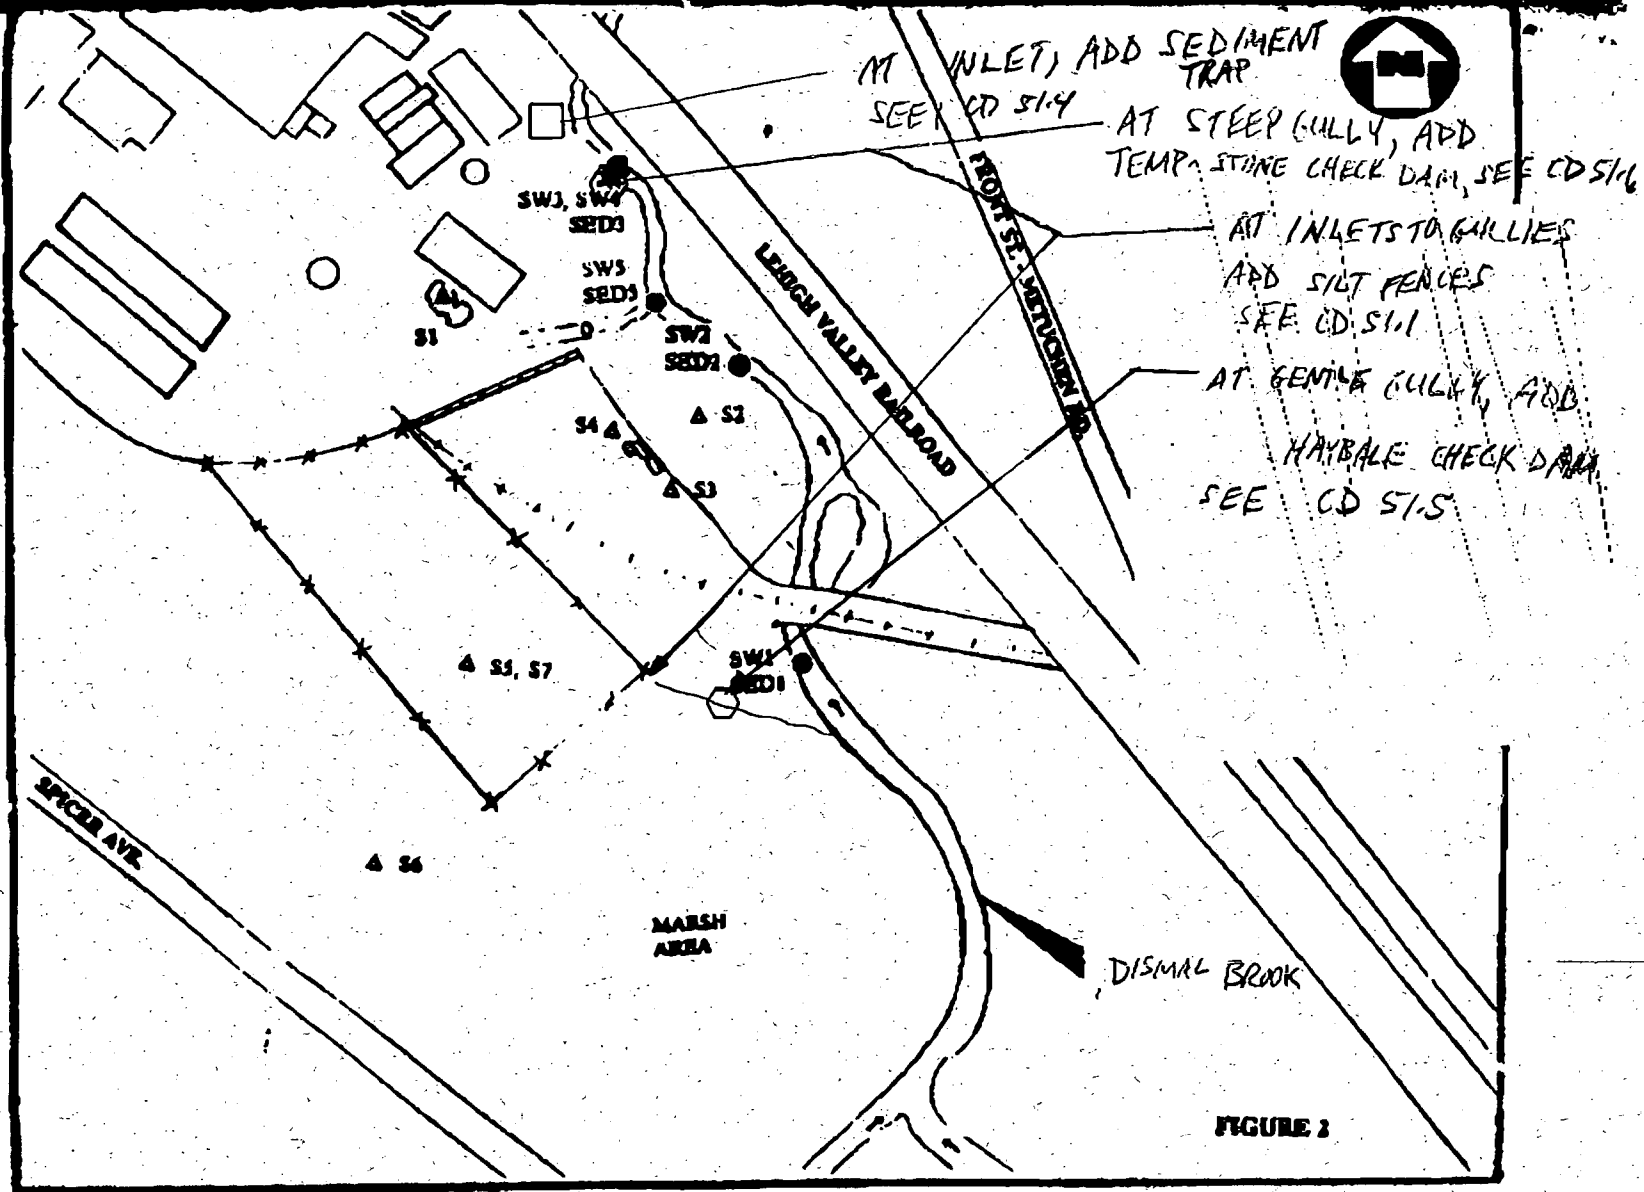 AT INLET, ADD SEDIMENT
TRAP
SEE CD 51.4
AT STEEP GULLY, ADD
TEMP. STONE CHECK DAM, SEE CD 51.6
AT INLETS TO GULLIES
ADD SILT FENCES
SEE CD 51.1
AT GENTLE GULLY, ADD
HAYBALE CHECK DAM,
SEE CD 51.5
N
FRONT ST. - METUCHEN RD.
LEHIGH VALLEY RAILROAD
SW3, SW4
SED3
SW5
SED5
S1
SW2
SED2
S2
S4
S3
S5, S7
SW1
SED1
SPICER AVE.
S6
MARSH
AREA
DISMAL BROOK
FIGURE 2